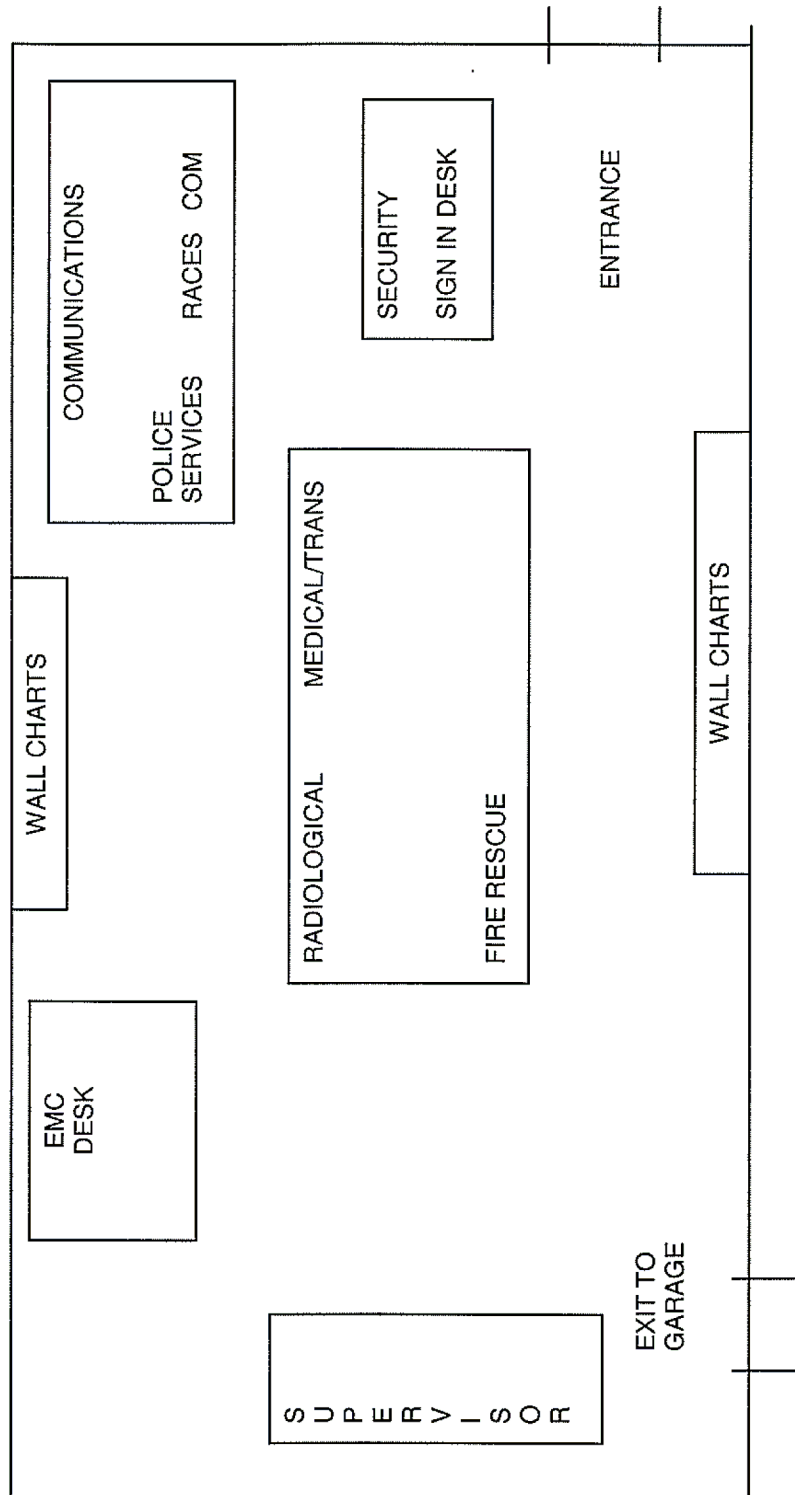 EMC
DESK
WALL CHARTS
COMMUNICATIONS
POLICE
SERVICES RACES COM
SUPERVISOR
RADIOLOGICAL MEDICAL/TRANS
FIRE RESCUE
SECURITY
SIGN IN DESK
EXIT TO
GARAGE
WALL CHARTS
ENTRANCE